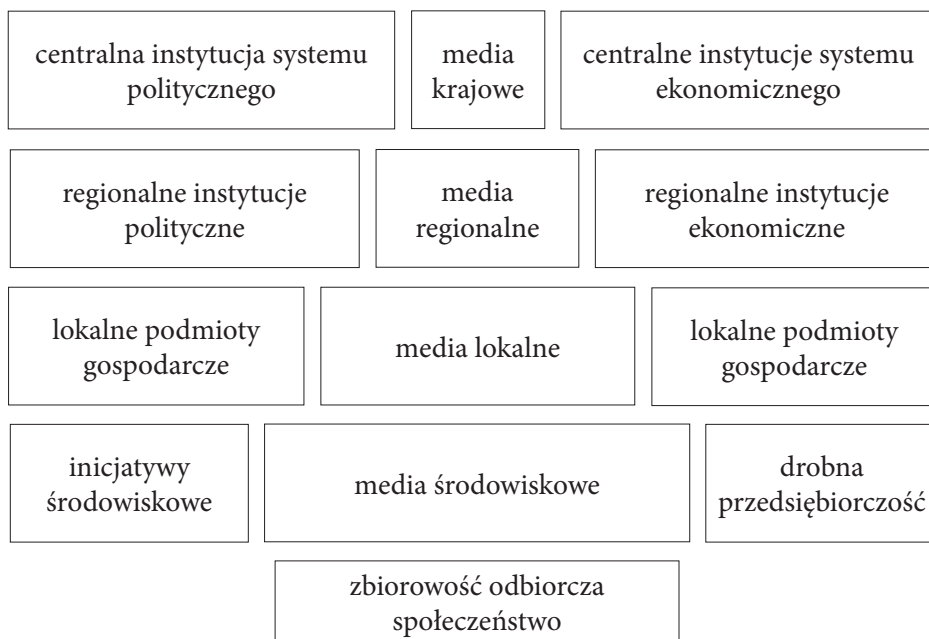 centralna instytucja systemu
politycznego
media
krajowe
centralne instytucje systemu
ekonomicznego
regionalne instytucje
polityczne
media
regionalne
regionalne instytucje
ekonomiczne
lokalne podmioty
gospodarcze
media lokalne
lokalne podmioty
gospodarcze
inicjatywy
środowiskowe
media środowiskowe
drobna
przedsiębiorczość
zbiorowość odbiorcza
społeczeństwo